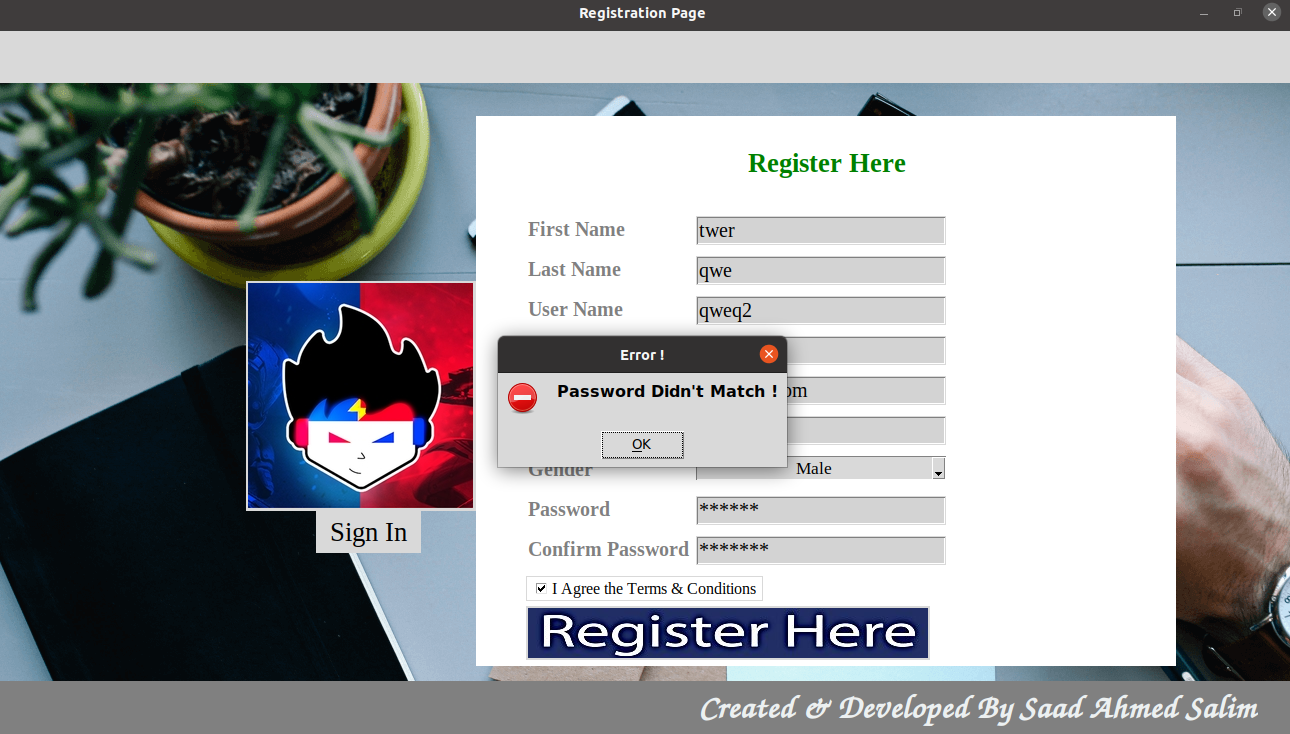 Registration Page
Register Here
First Name twer
Last Name qwe
User Name qweq2
Error !
Password Didn't Match !
om
OK
Gender Male
Password ******
Confirm Password *******
Sign In
I Agree the Terms & Conditions
Register Here
Created & Developed By Saad Ahmed Salim